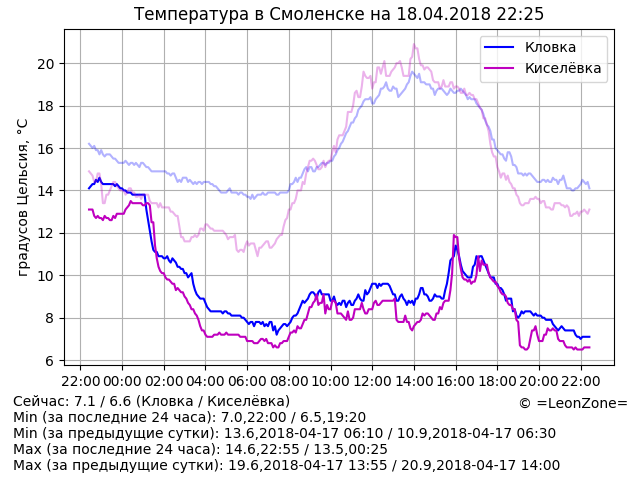 Температура в Смоленске на 18.04.2018 22:25
Кловка
Киселёвка
градусов Цельсия, °C
20
18
16
14
12
10
8
6
22:00 00:00 02:00 04:00 06:00 08:00 10:00 12:00 14:00 16:00 18:00 20:00 22:00
Сейчас: 7.1 / 6.6 (Кловка / Киселёвка)
© =LeonZone=
Min (за последние 24 часа): 7.0,22:00 / 6.5,19:20
Min (за предыдущие сутки): 13.6,2018-04-17 06:10 / 10.9,2018-04-17 06:30
Max (за последние 24 часа): 14.6,22:55 / 13.5,00:25
Max (за предыдущие сутки): 19.6,2018-04-17 13:55 / 20.9,2018-04-17 14:00